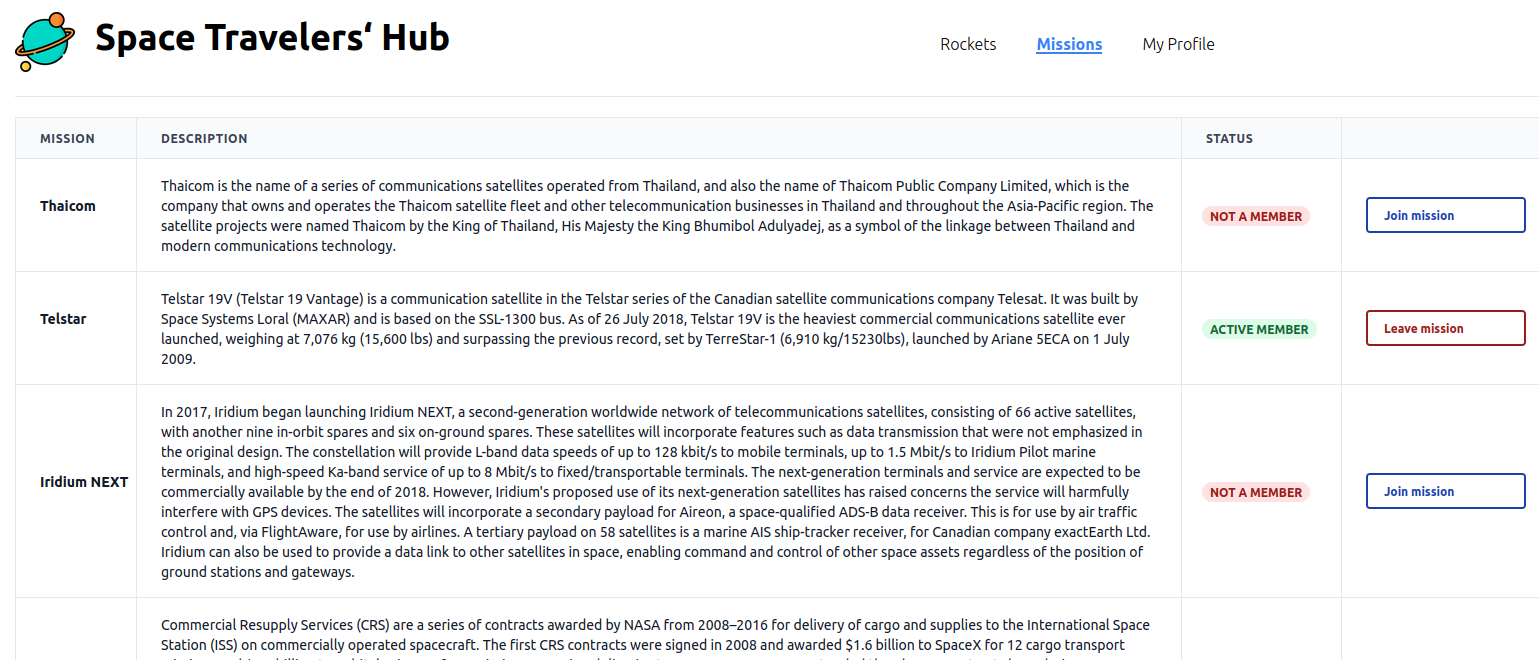 Space Travelers‘ Hub
Rockets Missions My Profile
MISSION DESCRIPTION STATUS
Thaicom
Thaicom is the name of a series of communications satellites operated from Thailand, and also the name of Thaicom Public Company Limited, which is the
company that owns and operates the Thaicom satellite fleet and other telecommunication businesses in Thailand and throughout the Asia-Pacific region. The
satellite projects were named Thaicom by the King of Thailand, His Majesty the King Bhumibol Adulyadej, as a symbol of the linkage between Thailand and
modern communications technology.
NOT A MEMBER
Join mission
Telstar
Telstar 19V (Telstar 19 Vantage) is a communication satellite in the Telstar series of the Canadian satellite communications company Telesat. It was built by
Space Systems Loral (MAXAR) and is based on the SSL-1300 bus. As of 26 July 2018, Telstar 19V is the heaviest commercial communications satellite ever
launched, weighing at 7,076 kg (15,600 lbs) and surpassing the previous record, set by TerreStar-1 (6,910 kg/15230lbs), launched by Ariane 5ECA on 1 July
2009.
ACTIVE MEMBER
Leave mission
Iridium NEXT
In 2017, Iridium began launching Iridium NEXT, a second-generation worldwide network of telecommunications satellites, consisting of 66 active satellites,
with another nine in-orbit spares and six on-ground spares. These satellites will incorporate features such as data transmission that were not emphasized in
the original design. The constellation will provide L-band data speeds of up to 128 kbit/s to mobile terminals, up to 1.5 Mbit/s to Iridium Pilot marine
terminals, and high-speed Ka-band service of up to 8 Mbit/s to fixed/transportable terminals. The next-generation terminals and service are expected to be
commercially available by the end of 2018. However, Iridium's proposed use of its next-generation satellites has raised concerns the service will harmfully
interfere with GPS devices. The satellites will incorporate a secondary payload for Aireon, a space-qualified ADS-B data receiver. This is for use by air traffic
control and, via FlightAware, for use by airlines. A tertiary payload on 58 satellites is a marine AIS ship-tracker receiver, for Canadian company exactEarth Ltd.
Iridium can also be used to provide a data link to other satellites in space, enabling command and control of other space assets regardless of the position of
ground stations and gateways.
NOT A MEMBER
Join mission
Commercial Resupply Services (CRS) are a series of contracts awarded by NASA from 2008–2016 for delivery of cargo and supplies to the International Space
Station (ISS) on commercially operated spacecraft. The first CRS contracts were signed in 2008 and awarded $1.6 billion to SpaceX for 12 cargo transport